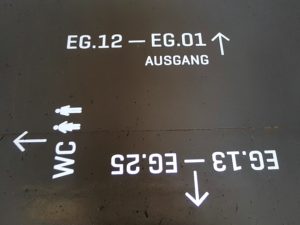 EG.12 — EG.01
AUSGANG
WC
EG.13 — EG.25